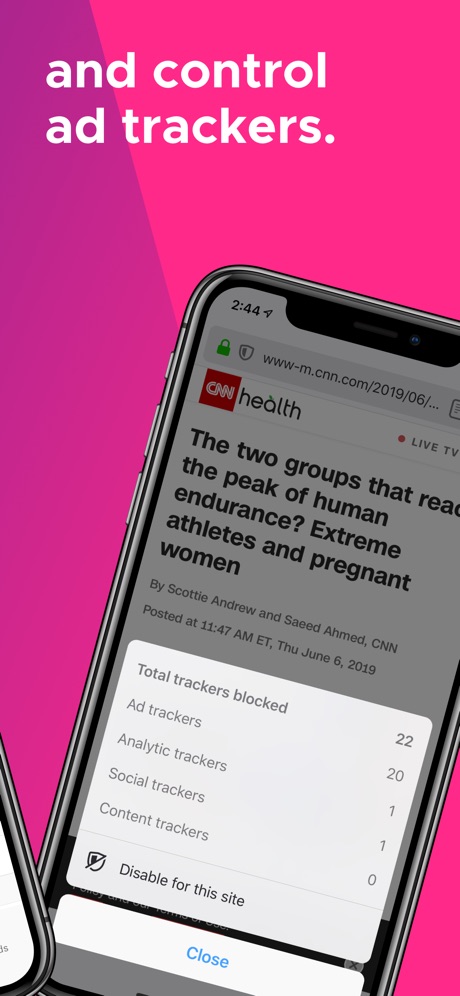 and control
ad trackers.
2:44
www-m.cnn.com/2019/06/...
CNN health
LIVE TV
The two groups that reac
the peak of human
endurance? Extreme
athletes and pregnant
women
By Scottie Andrew and Saeed Ahmed, CNN
Posted at 11:47 AM ET, Thu June 6, 2019
Total trackers blocked 22
Ad trackers 20
Analytic trackers 1
Social trackers 1
Content trackers 0
Disable for this site
Close
ds